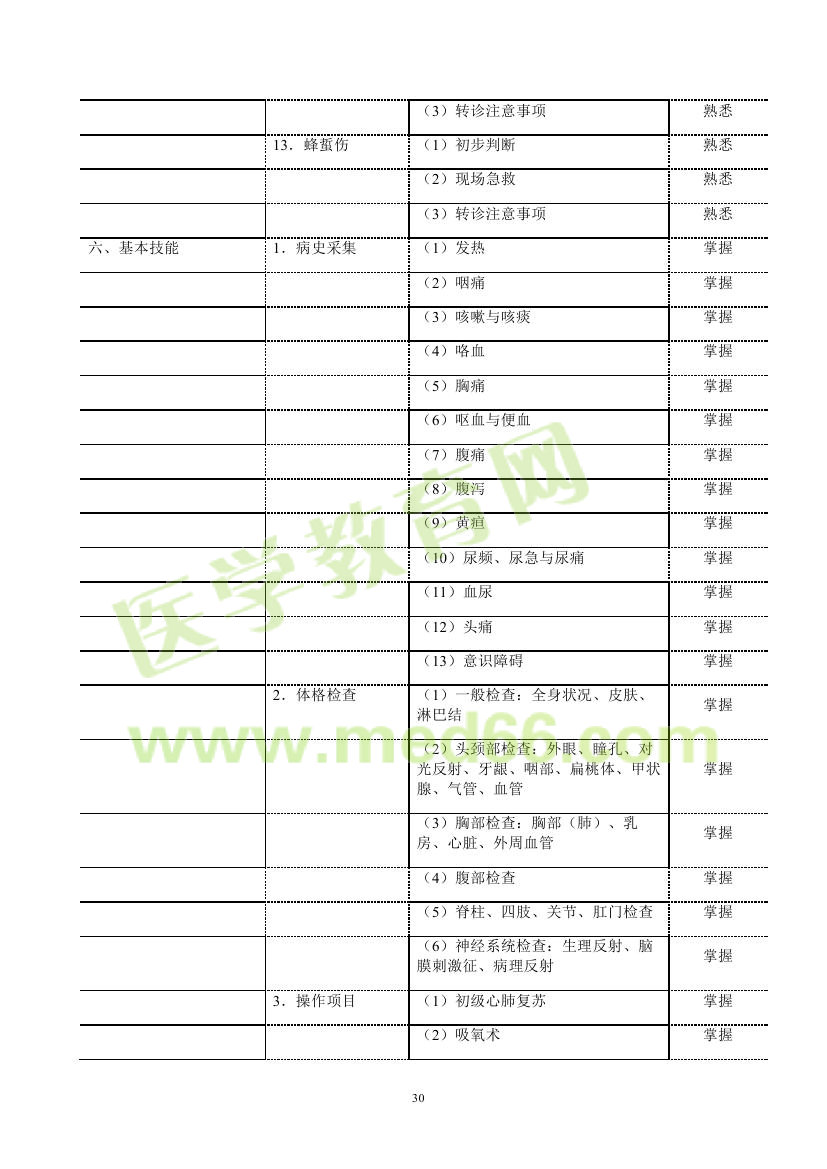 （3）转诊注意事项 熟悉
13．蜂蜇伤 （1）初步判断 熟悉
（2）现场急救 熟悉
（3）转诊注意事项 熟悉
六、基本技能 1．病史采集 （1）发热 掌握
（2）咽痛 掌握
（3）咳嗽与咳痰 掌握
（4）咯血 掌握
（5）胸痛 掌握
（6）呕血与便血 掌握
（7）腹痛 掌握
（8）腹泻 掌握
（9）黄疸 掌握
（10）尿频、尿急与尿痛 掌握
（11）血尿 掌握
（12）头痛 掌握
（13）意识障碍 掌握
2．体格检查 （1）一般检查：全身状况、皮肤、
淋巴结 掌握
（2）头颈部检查：外眼、瞳孔、对
光反射、牙龈、咽部、扁桃体、甲状 掌握
腺、气管、血管
（3）胸部检查：胸部（肺）、乳
房、心脏、外周血管 掌握
（4）腹部检查 掌握
（5）脊柱、四肢、关节、肛门检查 掌握
（6）神经系统检查：生理反射、脑
膜刺激征、病理反射 掌握
3．操作项目 （1）初级心肺复苏 掌握
（2）吸氧术 掌握
医学教育网
www.med66.com
30